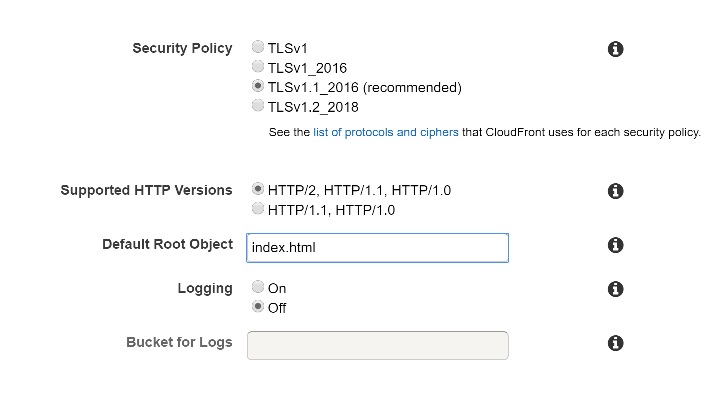 Security Policy
TLSv1
TLSv1_2016
TLSv1.1_2016 (recommended)
TLSv1.2_2018
See the list of protocols and ciphers that CloudFront uses for each security policy.
Supported HTTP Versions
HTTP/2, HTTP/1.1, HTTP/1.0
HTTP/1.1, HTTP/1.0
Default Root Object
index.html
Logging
On
Off
Bucket for Logs